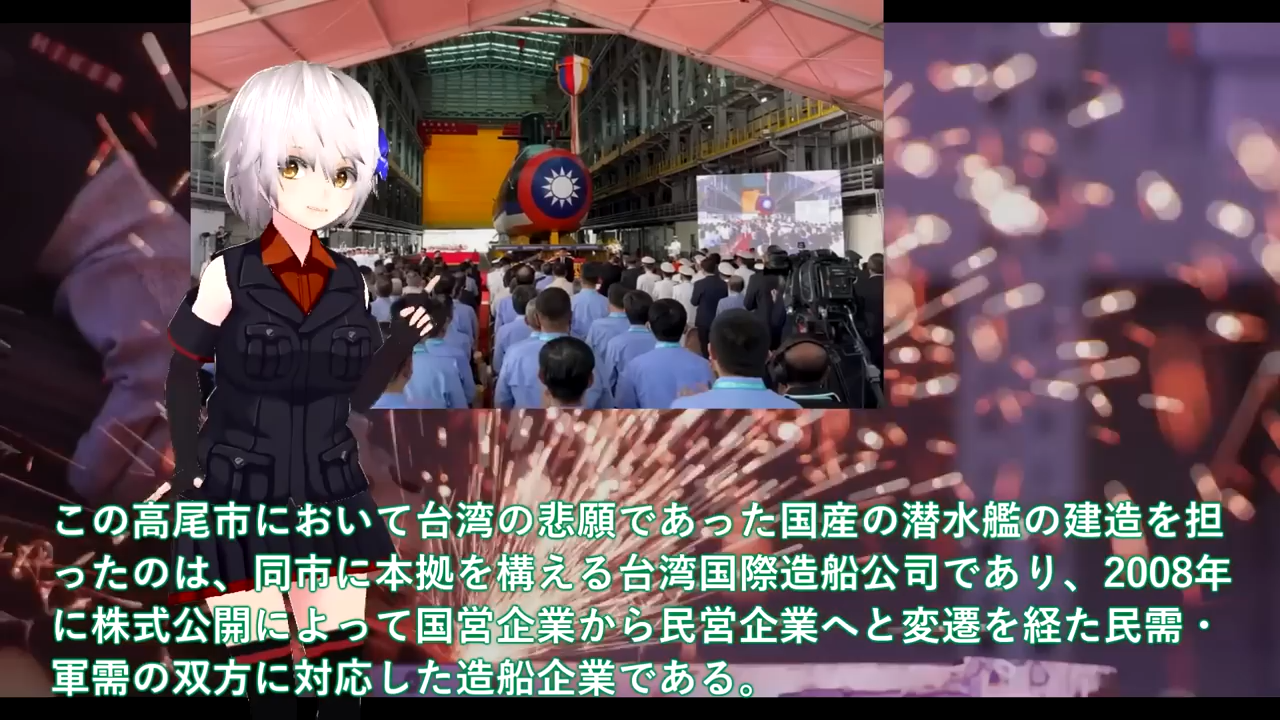 この高尾市において台湾の悲願であった国産の潜水艦の建造を担
ったのは、同市に本拠を構える台湾国際造船公司であり、2008年
に株式公開によって国営企業から民営企業へと変遷を経た民需・
軍需の双方に対応した造船企業である。